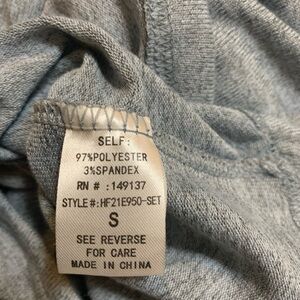 SELF:
97%POLYESTER
3%SPANDEX
RN # :149137
STYLE#:HF21E950-SET
S
SEE REVERSE
FOR CARE
MADE IN CHINA